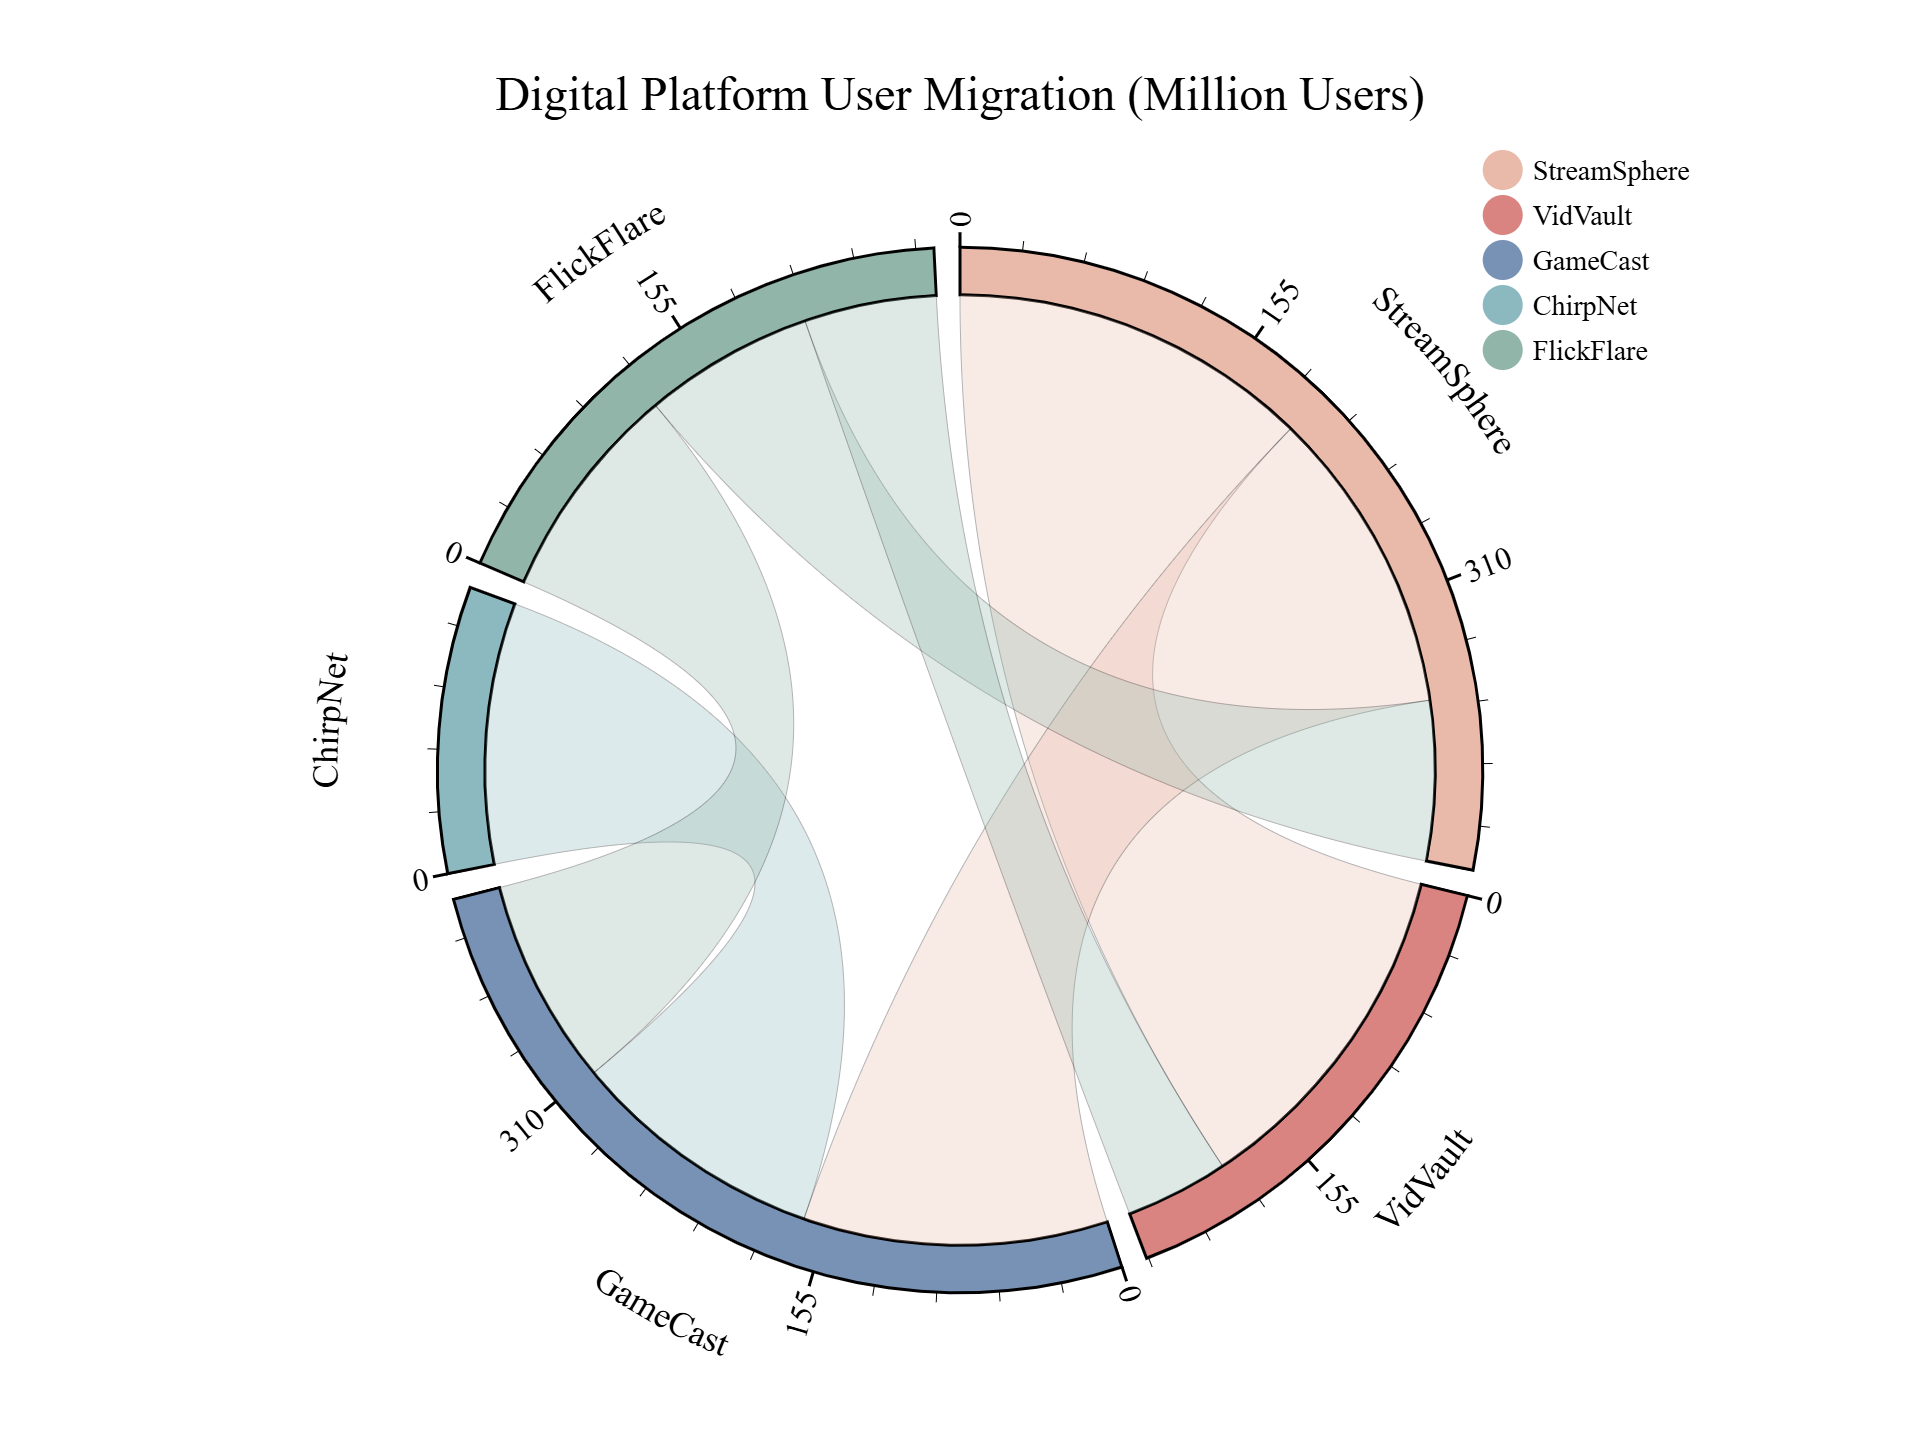 Digital Platform User Migration (Million Users)
StreamSphere
VidVault
GameCast
ChirpNet
FlickFlare
0
155
310
StreamSphere
0
155
VidVault
0
155
310
GameCast
0
ChirpNet
0
155
FlickFlare